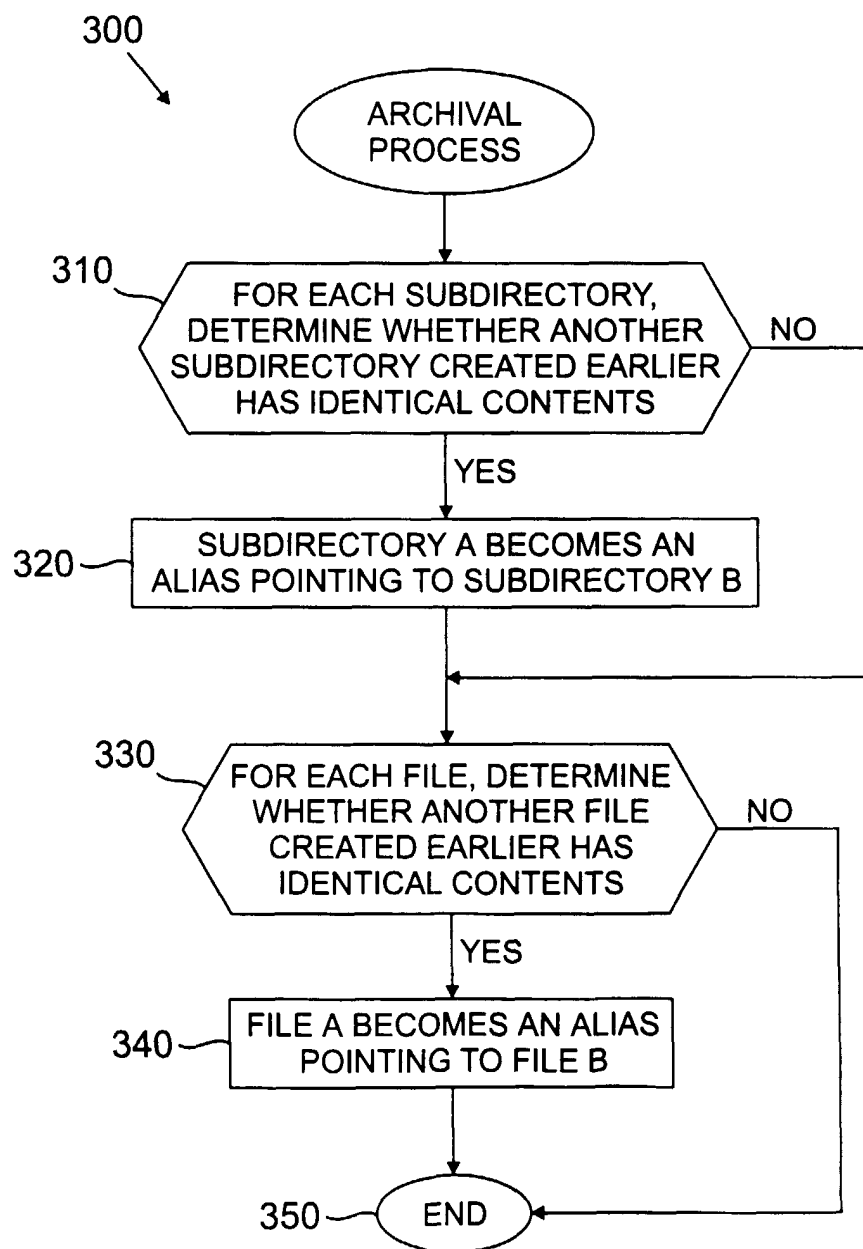 300
ARCHIVAL
PROCESS
310
FOR EACH SUBDIRECTORY,
DETERMINE WHETHER ANOTHER
SUBDIRECTORY CREATED EARLIER
HAS IDENTICAL CONTENTS
NO
YES
320
SUBDIRECTORY A BECOMES AN
ALIAS POINTING TO SUBDIRECTORY B
330
FOR EACH FILE, DETERMINE
WHETHER ANOTHER FILE
CREATED EARLIER HAS
IDENTICAL CONTENTS
NO
YES
340
FILE A BECOMES AN ALIAS
POINTING TO FILE B
350
END